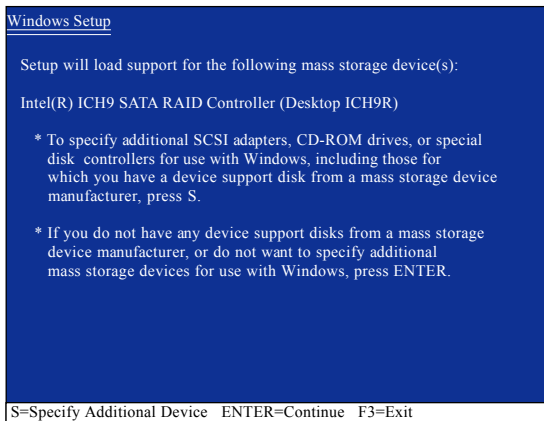 Windows Setup
Setup will load support for the following mass storage device(s):
Intel(R) ICH9 SATA RAID Controller (Desktop ICH9R)
* To specify additional SCSI adapters, CD-ROM drives, or special
disk controllers for use with Windows, including those for
which you have a device support disk from a mass storage device
manufacturer, press S.
* If you do not have any device support disks from a mass storage
device manufacturer, or do not want to specify additional
mass storage devices for use with Windows, press ENTER.
S=Specify Additional Device ENTER=Continue F3=Exit